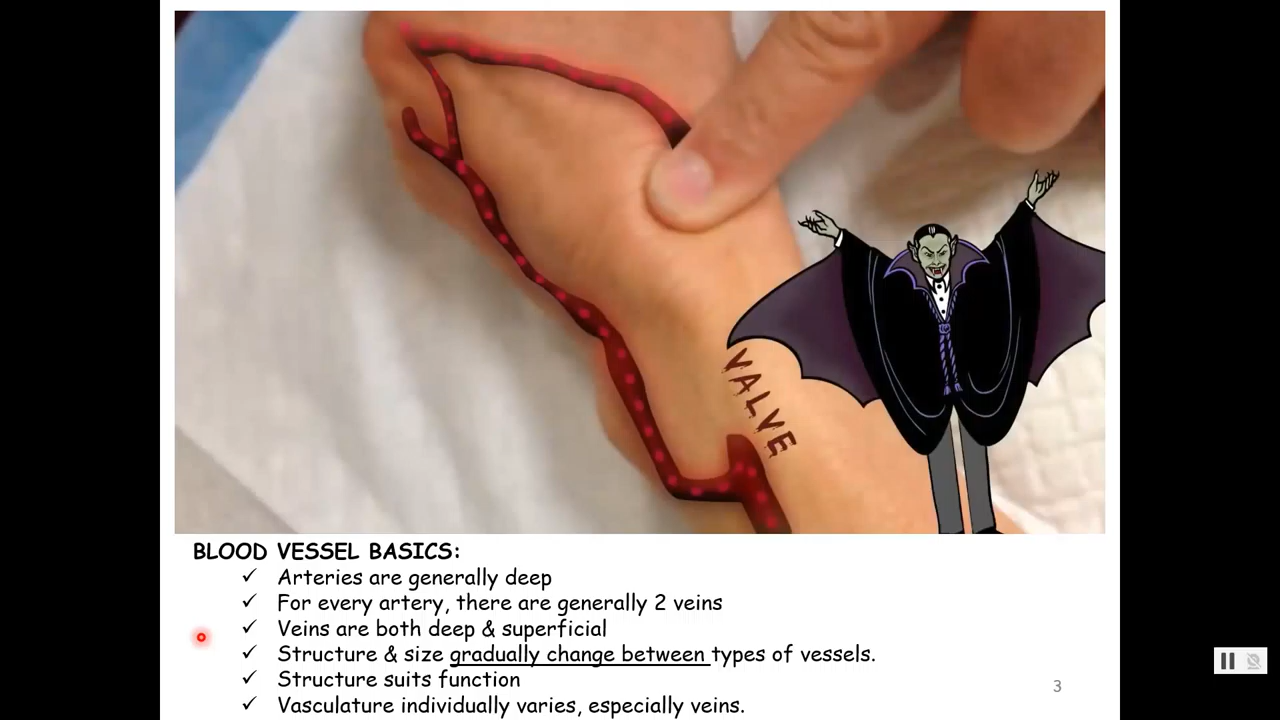 VALVE
BLOOD VESSEL BASICS:
✓ Arteries are generally deep
✓ For every artery, there are generally 2 veins
✓ Veins are both deep & superficial
✓ Structure & size gradually change between types of vessels.
✓ Structure suits function
3
✓ Vasculature individually varies, especially veins.